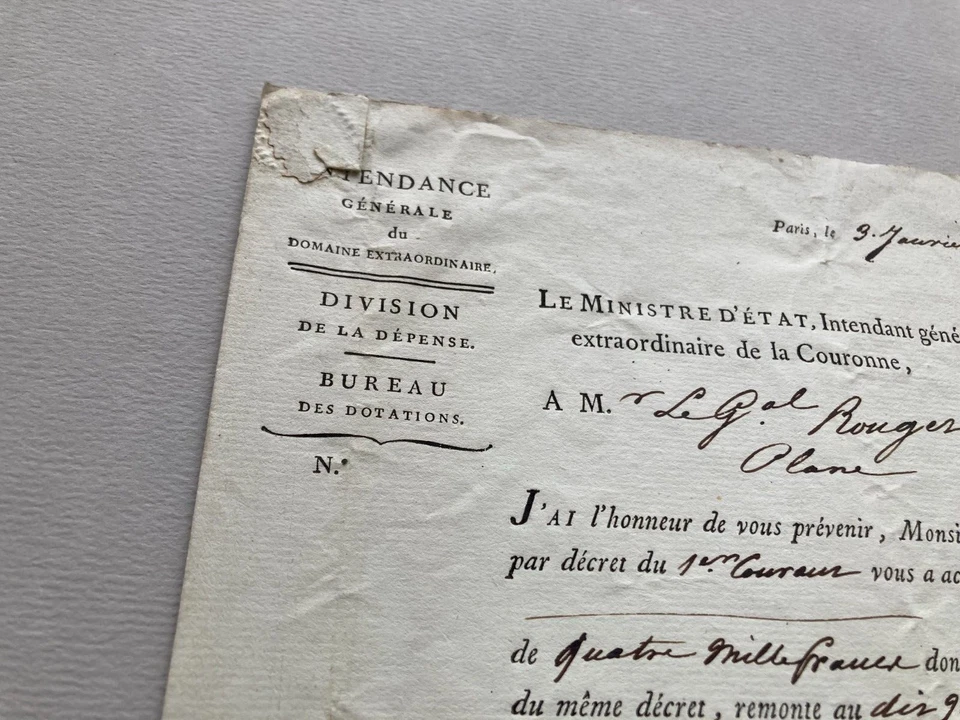 TENDANCE
GÉNÉRALE
du
DOMAINE EXTRAORDINAIRE,
DIVISION
DE LA DÉPENSE.
BUREAU
DES DOTATIONS.
N.º
Paris, le 3. Janvie
LE MINISTRE D'ÉTAT, Intendant géné
extraordinaire de la Couronne,
A M. r Le Gal Rouger
Plane
J'AI l'honneur de vous prévenir, Monsi
par décret du 1er Courant vous a ac
de quatre mille francs don
du même décret, remonte au dix